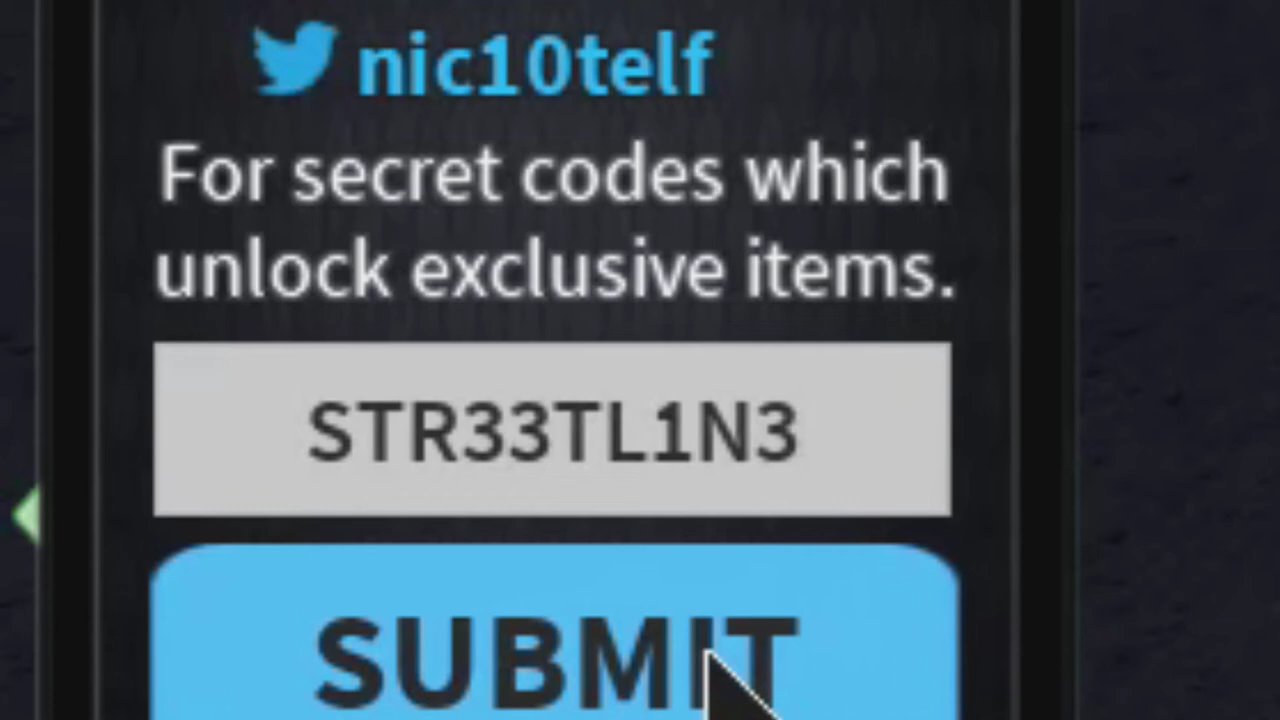 nic10telf
For secret codes which
unlock exclusive items.
STR33TL1N3
SUBMIT